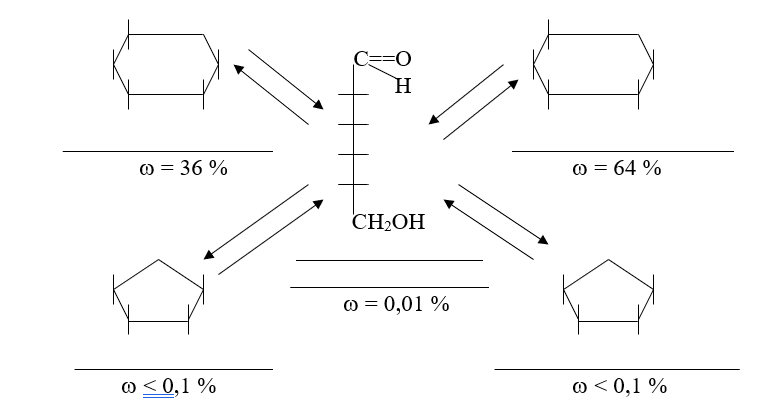 C==O
H
ω = 36 %
ω = 64 %
CH₂OH
ω = 0,01 %
ω < 0,1 %
ω < 0,1 %